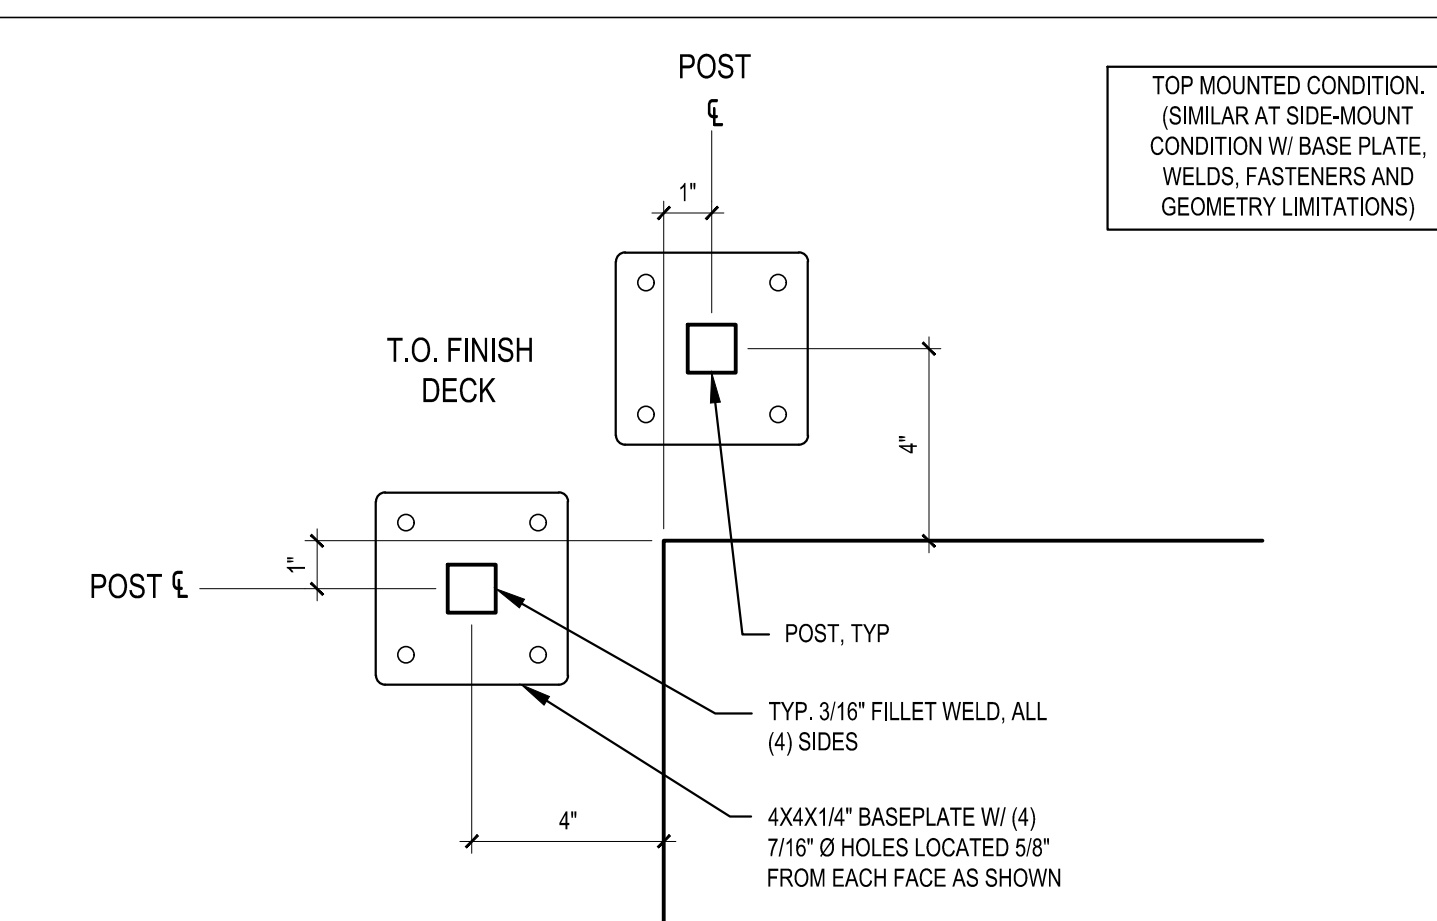 POST
℄
TOP MOUNTED CONDITION.
(SIMILAR AT SIDE-MOUNT
CONDITION W/ BASE PLATE,
WELDS, FASTENERS AND
GEOMETRY LIMITATIONS)
1"
T.O. FINISH
DECK
4"
1"
POST ℄
POST, TYP
TYP. 3/16" FILLET WELD, ALL
(4) SIDES
4"
4X4X1/4" BASEPLATE W/ (4)
7/16" Ø HOLES LOCATED 5/8"
FROM EACH FACE AS SHOWN